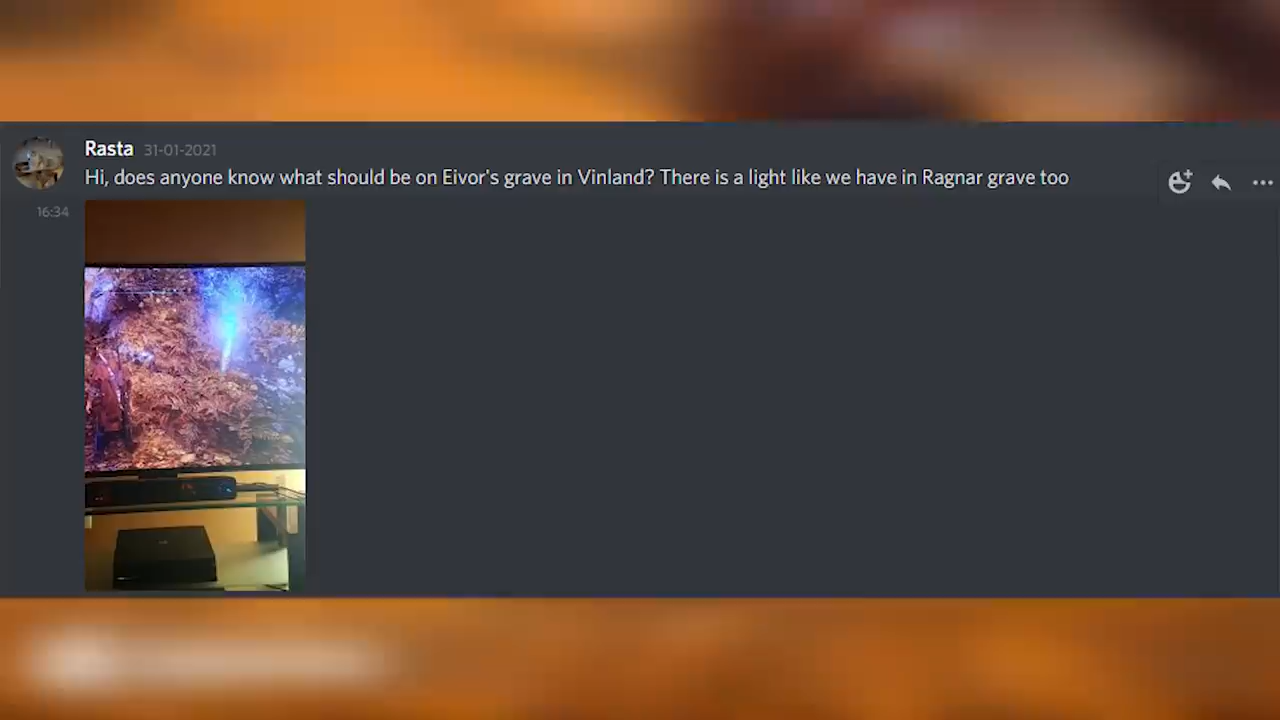 Rasta 31-01-2021
Hi, does anyone know what should be on Eivor's grave in Vinland? There is a light like we have in Ragnar grave too
16:34